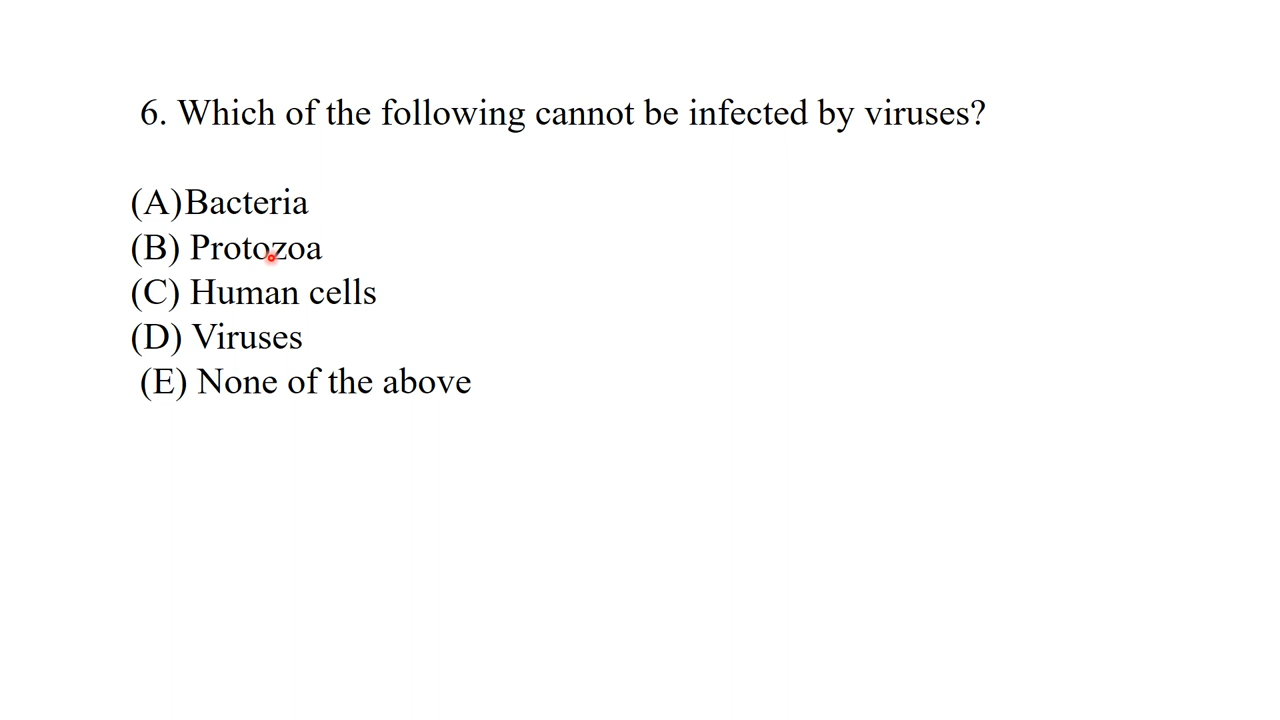 6. Which of the following cannot be infected by viruses?
(A)Bacteria
(B) Protozoa
(C) Human cells
(D) Viruses
(E) None of the above